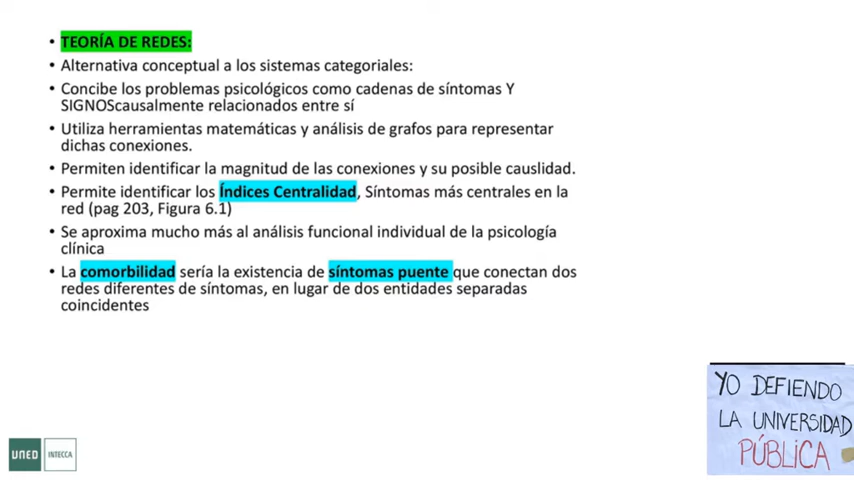 • TEORÍA DE REDES:
• Alternativa conceptual a los sistemas categoriales:
• Concibe los problemas psicológicos como cadenas de síntomas Y
SIGNOScausalmente relacionados entre sí
• Utiliza herramientas matemáticas y análisis de grafos para representar
dichas conexiones.
• Permiten identificar la magnitud de las conexiones y su posible causlidad.
• Permite identificar los Índices Centralidad, Síntomas más centrales en la
red (pag 203, Figura 6.1)
• Se aproxima mucho más al análisis funcional individual de la psicología
clínica
• La comorbilidad sería la existencia de síntomas puente que conectan dos
redes diferentes de síntomas, en lugar de dos entidades separadas
coincidentes
YO DEFIENDO
LA UNIVERSIDAD
PÚBLICA
UNED INTECCA